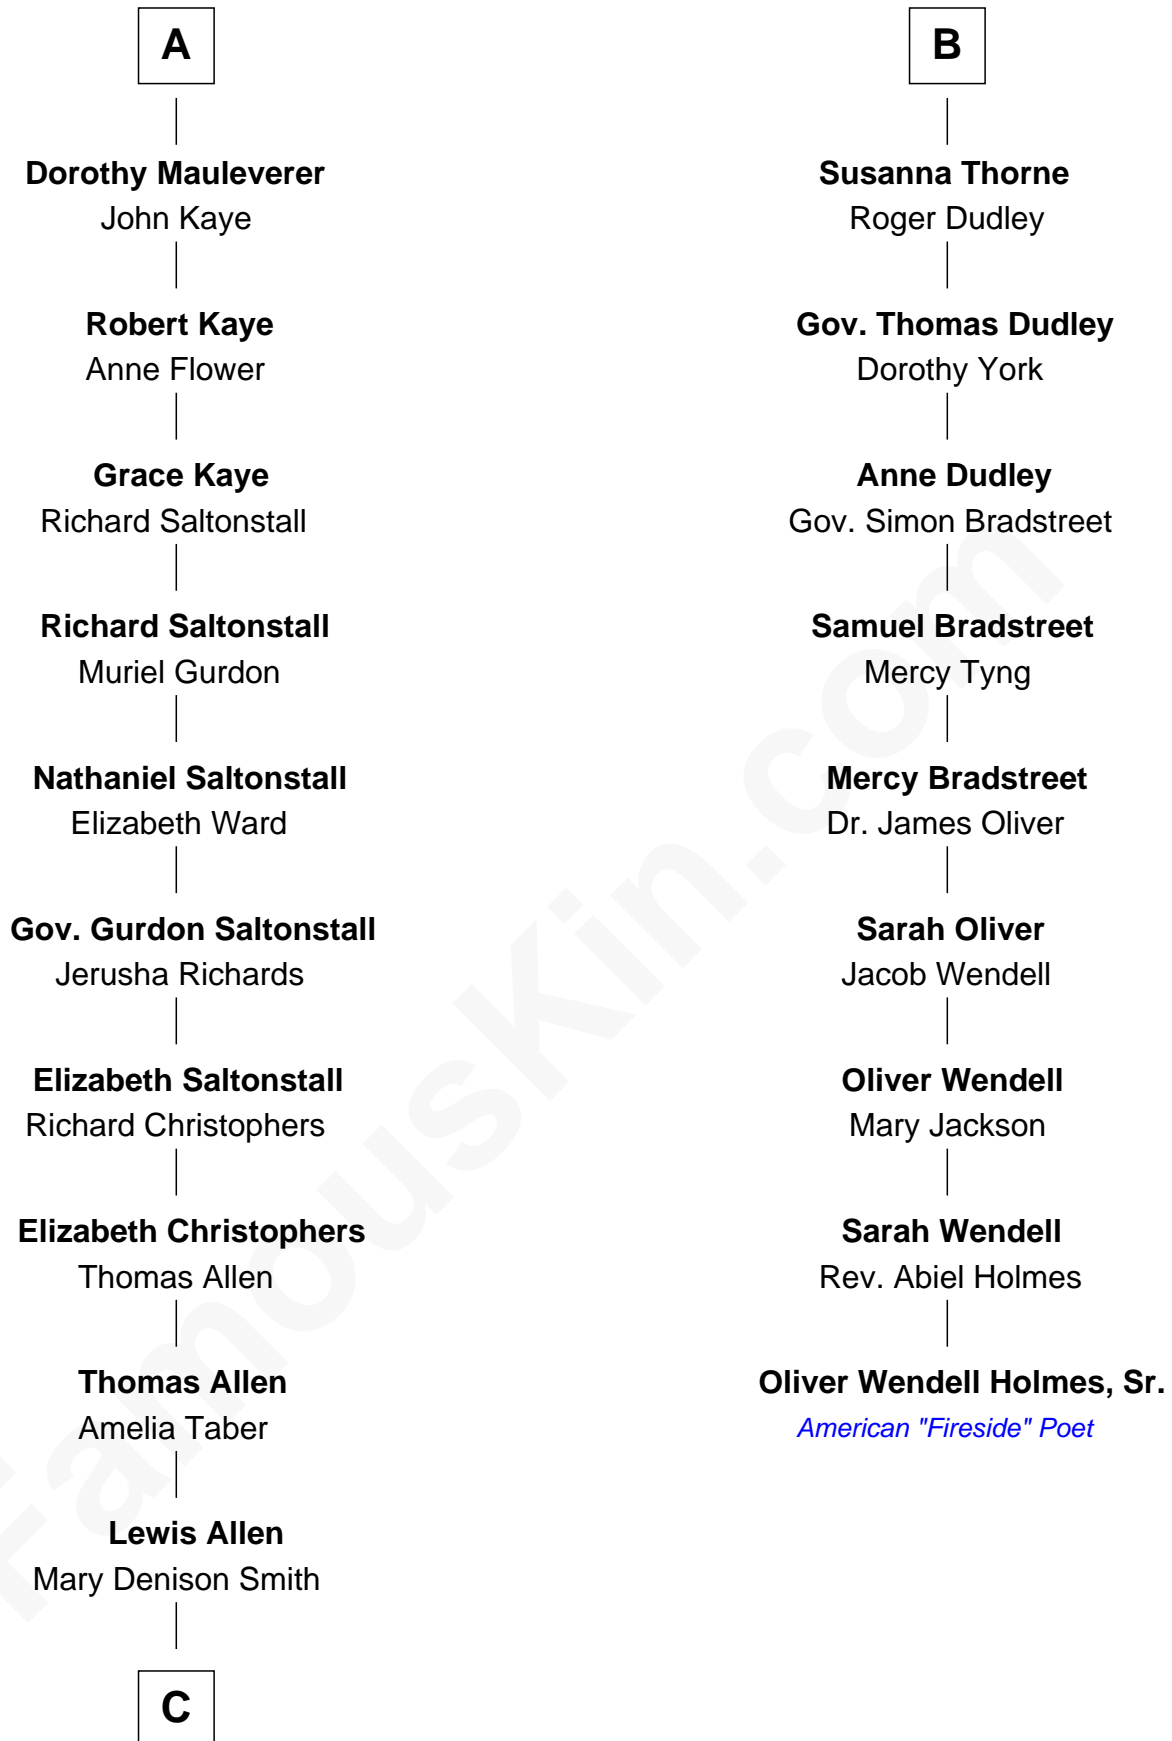 A
Dorothy Mauleverer
John Kaye
Robert Kaye
Anne Flower
Grace Kaye
Richard Saltonstall
Richard Saltonstall
Muriel Gurdon
Nathaniel Saltonstall
Elizabeth Ward
Gov. Gurdon Saltonstall
Jerusha Richards
Elizabeth Saltonstall
Richard Christophers
Elizabeth Christophers
Thomas Allen
Thomas Allen
Amelia Taber
Lewis Allen
Mary Denison Smith
C
B
Susanna Thorne
Roger Dudley
Gov. Thomas Dudley
Dorothy York
Anne Dudley
Gov. Simon Bradstreet
Samuel Bradstreet
Mercy Tyng
Mercy Bradstreet
Dr. James Oliver
Sarah Oliver
Jacob Wendell
Oliver Wendell
Mary Jackson
Sarah Wendell
Rev. Abiel Holmes
Oliver Wendell Holmes, Sr.
American "Fireside" Poet
FamousKin.com